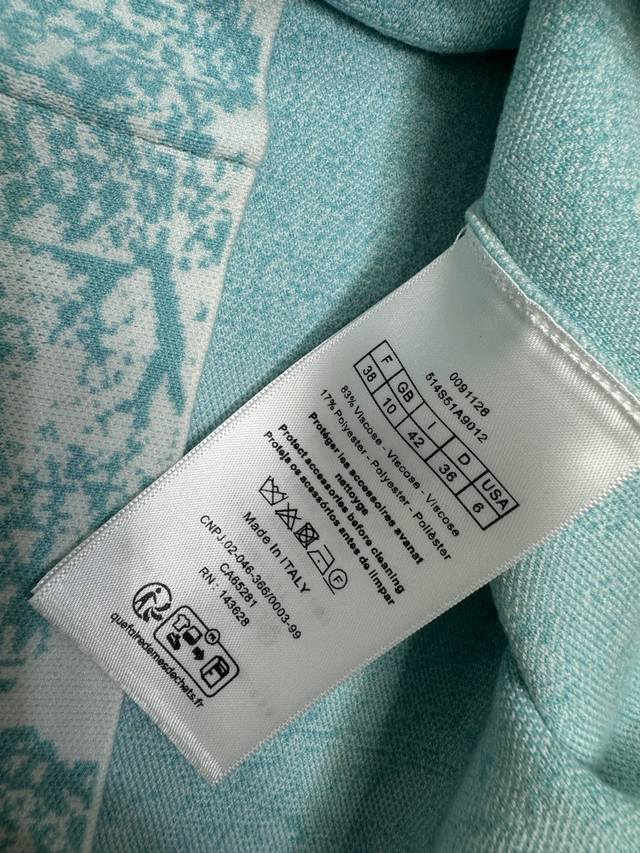 0091126
514S51A9012
F GB I D USA
38 10 42 36 6
83% Viscose - Viscose - Viscose
17% Polyester - Polyester - Poliéster
Protéger les accessoires avant
nettoyge
Protect accessories before cleaning
Proteja os acessórios antes de limpar
F
Made in ITALY
CNPJ.02-046-366/0003-99
CA65281
RN : 143628
quefairedemesdechets.fr